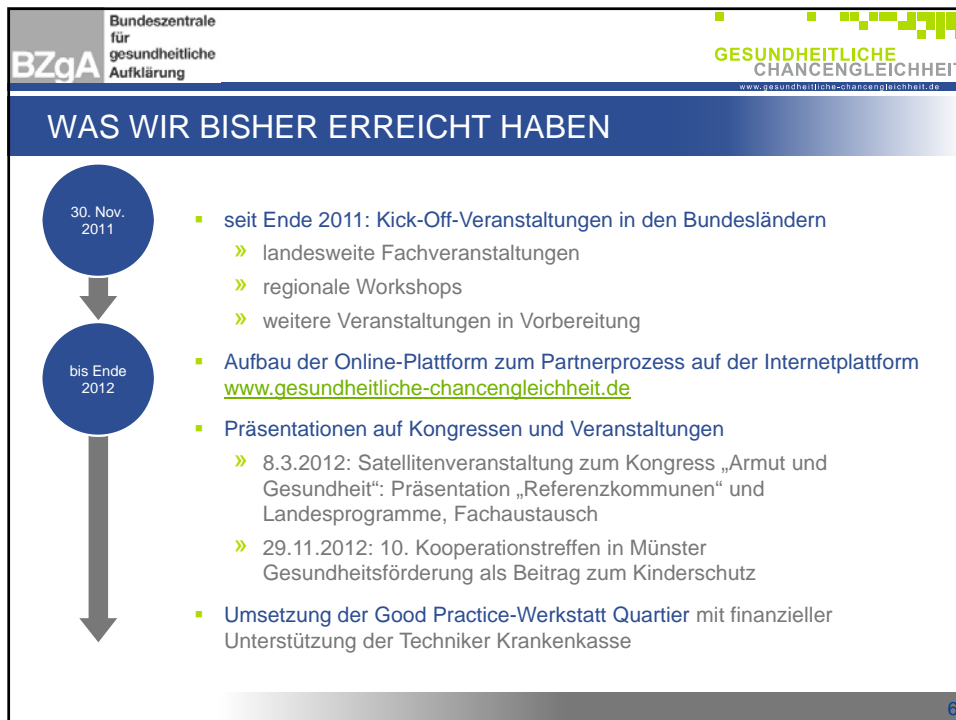 Bundeszentrale
für
gesundheitliche
Aufklärung
BZgA
GESUNDHEITLICHE
CHANCENGLEICHHEIT
www.gesundheitliche-chancengleichheit.de
WAS WIR BISHER ERREICHT HABEN
30. Nov.
2011
▪ seit Ende 2011: Kick-Off-Veranstaltungen in den Bundesländern
» landesweite Fachveranstaltungen
» regionale Workshops
» weitere Veranstaltungen in Vorbereitung
bis Ende
2012
▪ Aufbau der Online-Plattform zum Partnerprozess auf der Internetplattform
www.gesundheitliche-chancengleichheit.de
▪ Präsentationen auf Kongressen und Veranstaltungen
» 8.3.2012: Satellitenveranstaltung zum Kongress „Armut und
Gesundheit“: Präsentation „Referenzkommunen“ und
Landesprogramme, Fachaustausch
» 29.11.2012: 10. Kooperationstreffen in Münster
Gesundheitsförderung als Beitrag zum Kinderschutz
▪ Umsetzung der Good Practice-Werkstatt Quartier mit finanzieller
Unterstützung der Techniker Krankenkasse
6